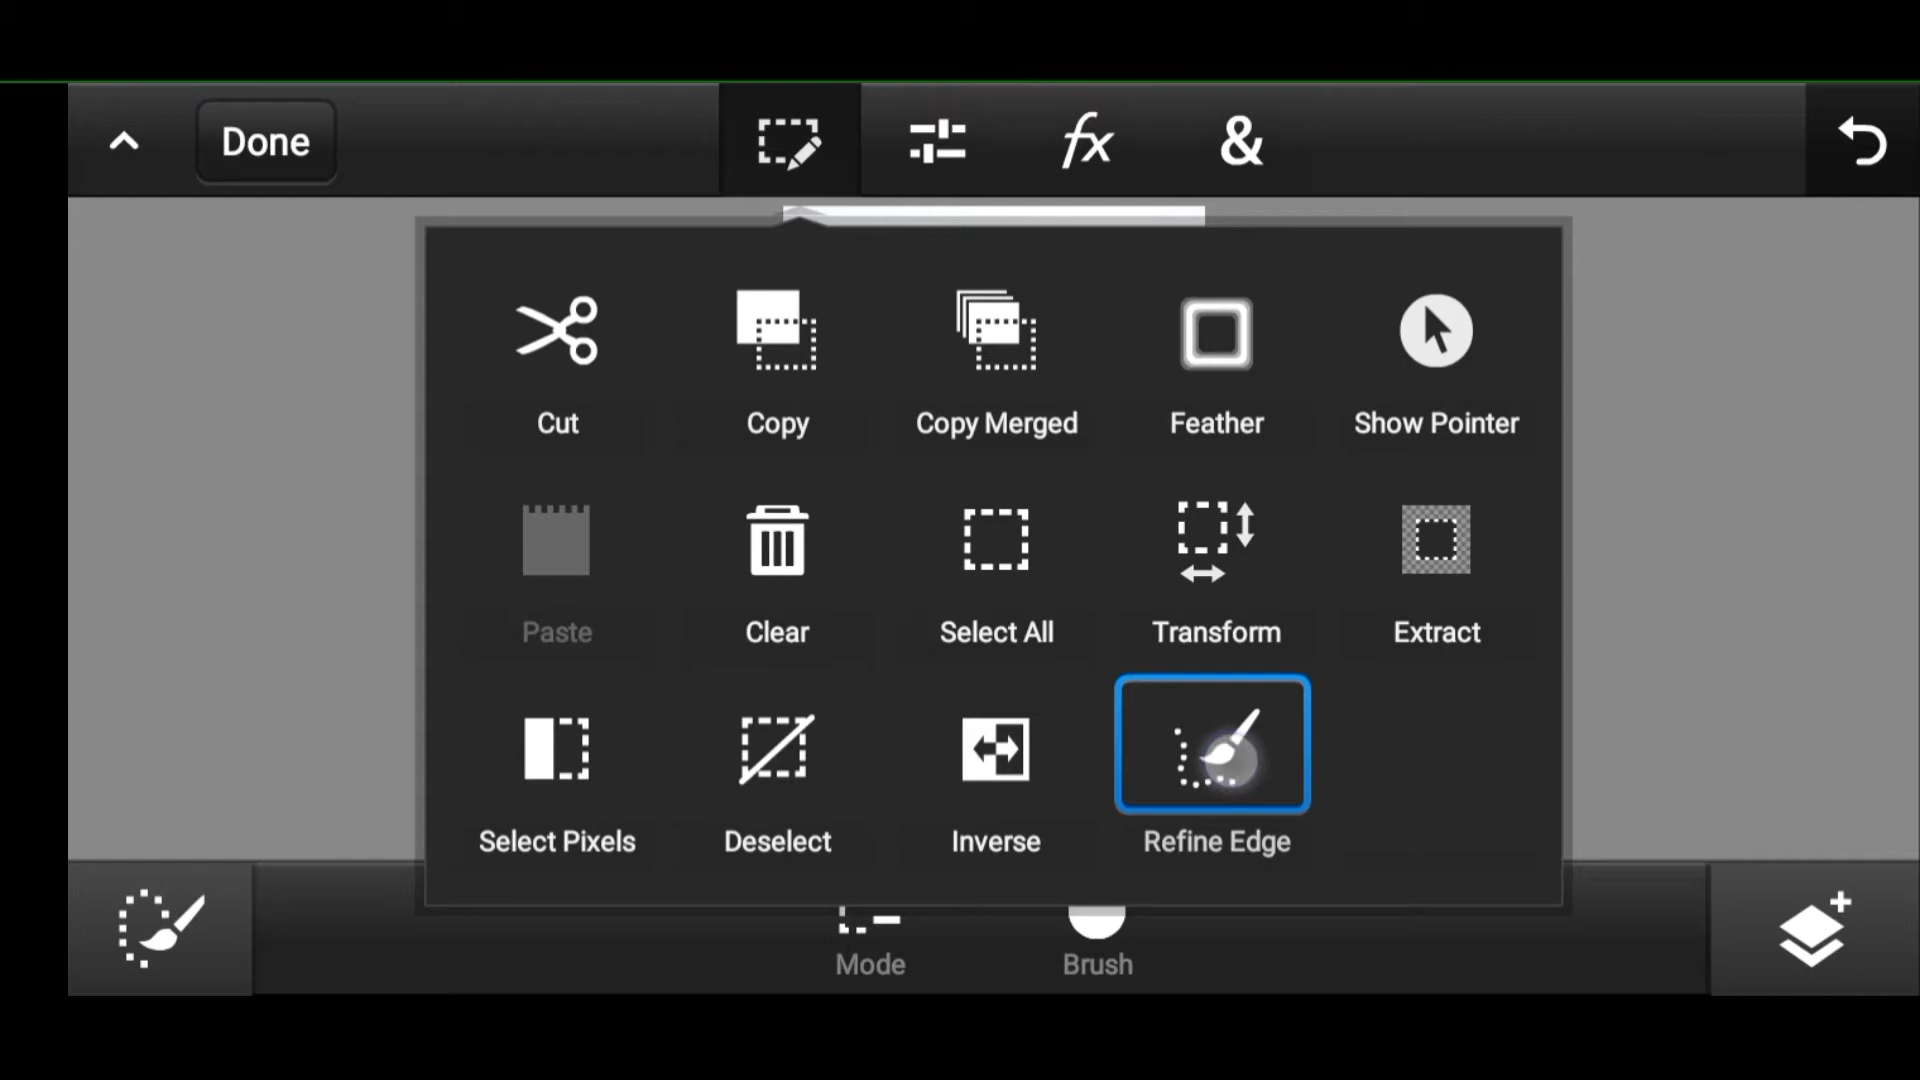 Done fx &
Cut Copy Copy Merged Feather Show Pointer
Paste Clear Select All Transform Extract
Select Pixels Deselect Inverse Refine Edge
Mode Brush